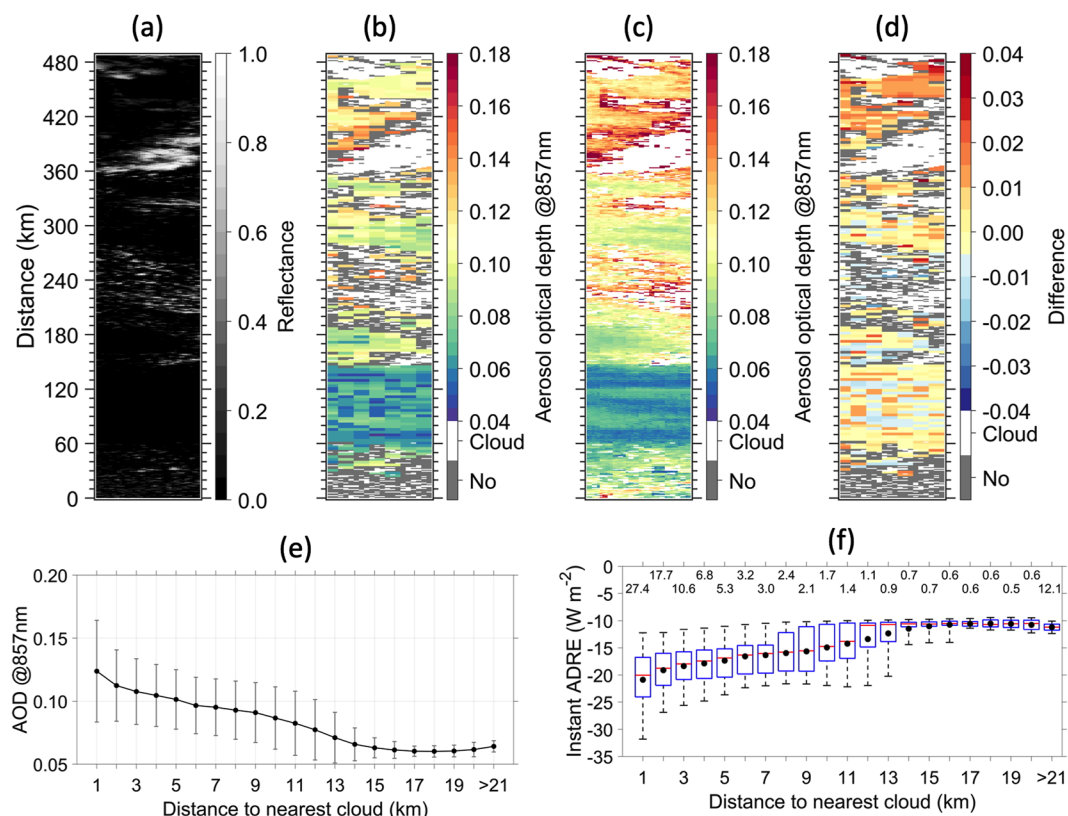 (a)
(b)
(c)
(d)
Distance (km)
480
420
360
300
240
180
120
60
0
1.0
0.8
0.6
0.4
0.2
0.0
Reflectance
0.18
0.16
0.14
0.12
0.10
0.08
0.06
0.04
Cloud
No
Aerosol optical depth @857nm
0.18
0.16
0.14
0.12
0.10
0.08
0.06
0.04
Cloud
No
Aerosol optical depth @857nm
0.04
0.03
0.02
0.01
0.00
-0.01
-0.02
-0.03
-0.04
Cloud
No
Difference
(e)
AOD @857nm
0.20
0.15
0.10
0.05
1 3 5 7 9 11 13 15 17 19 >21
Distance to nearest cloud (km)
(f)
Instant ADRE (W m-2)
0
-5
-10
-15
-20
-25
-30
-35
17.7 6.8 3.2 2.4 1.7 1.1 0.7 0.6 0.6 0.6
27.4 10.6 5.3 3.0 2.1 1.4 0.9 0.7 0.6 0.5 12.1
1 3 5 7 9 11 13 15 17 19 >21
Distance to nearest cloud (km)